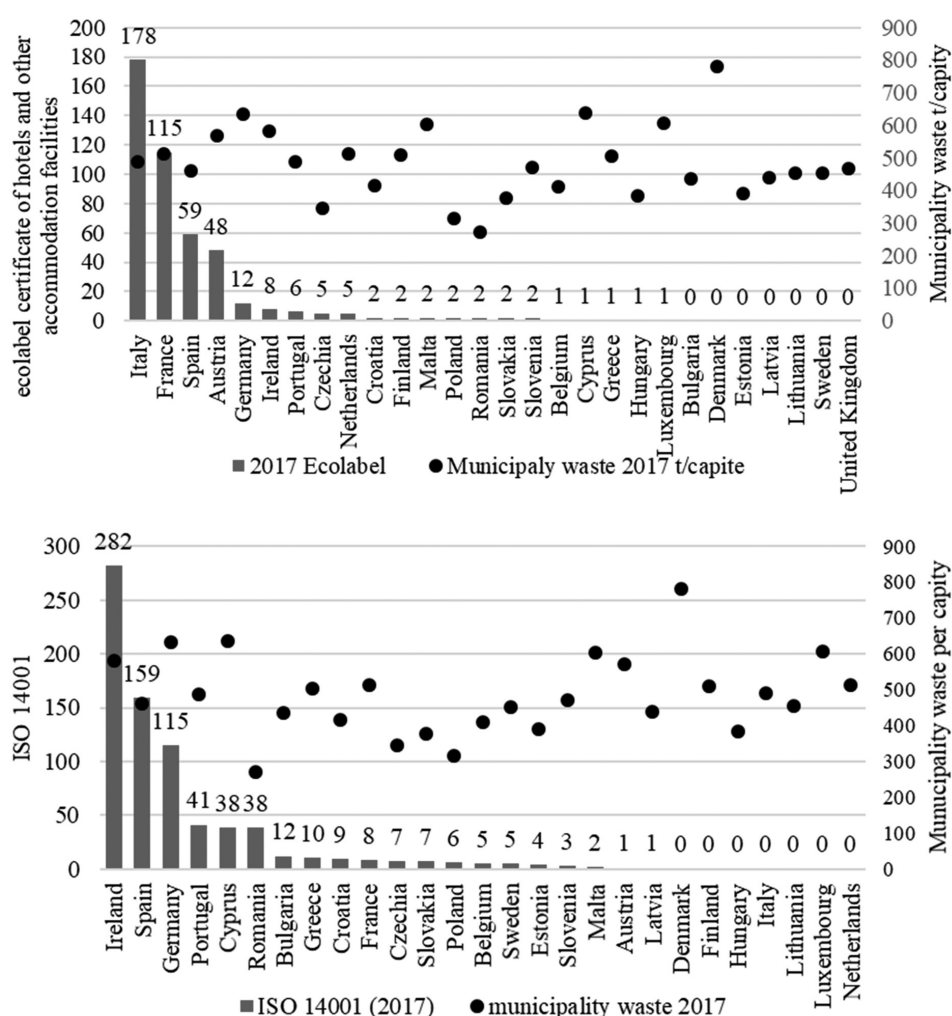 ecolabel certificate of hotels and other
accommodation facilities
200
180
160
140
120
100
80
60
40
20
0
178
115
59
48
12
8
6
5
5
2
2
2
2
2
2
2
1
1
1
1
1
0
0
0
0
0
0
0
900
800
700
600
500
400
300
200
100
0
Municipality waste t/capity
Italy
France
Spain
Austria
Germany
Ireland
Portugal
Czechia
Netherlands
Croatia
Finland
Malta
Poland
Romania
Slovakia
Slovenia
Belgium
Cyprus
Greece
Hungary
Luxembourg
Bulgaria
Denmark
Estonia
Latvia
Lithuania
Sweden
United Kingdom
2017 Ecolabel
Municipaly waste 2017 t/capite
ISO 14001
300
250
200
150
100
50
0
282
159
115
41
38
38
12
10
9
8
7
7
6
5
5
4
3
2
1
1
0
0
0
0
0
0
0
900
800
700
600
500
400
300
200
100
0
Mumucipality waste per capity
Ireland
Spain
Germany
Portugal
Cyprus
Romania
Bulgaria
Greece
Croatia
France
Czechia
Slovakia
Poland
Belgium
Sweden
Estonia
Slovenia
Malta
Austria
Latvia
Denmark
Finland
Hungary
Italy
Lithuania
Luxembourg
Netherlands
ISO 14001 (2017)
municipality waste 2017